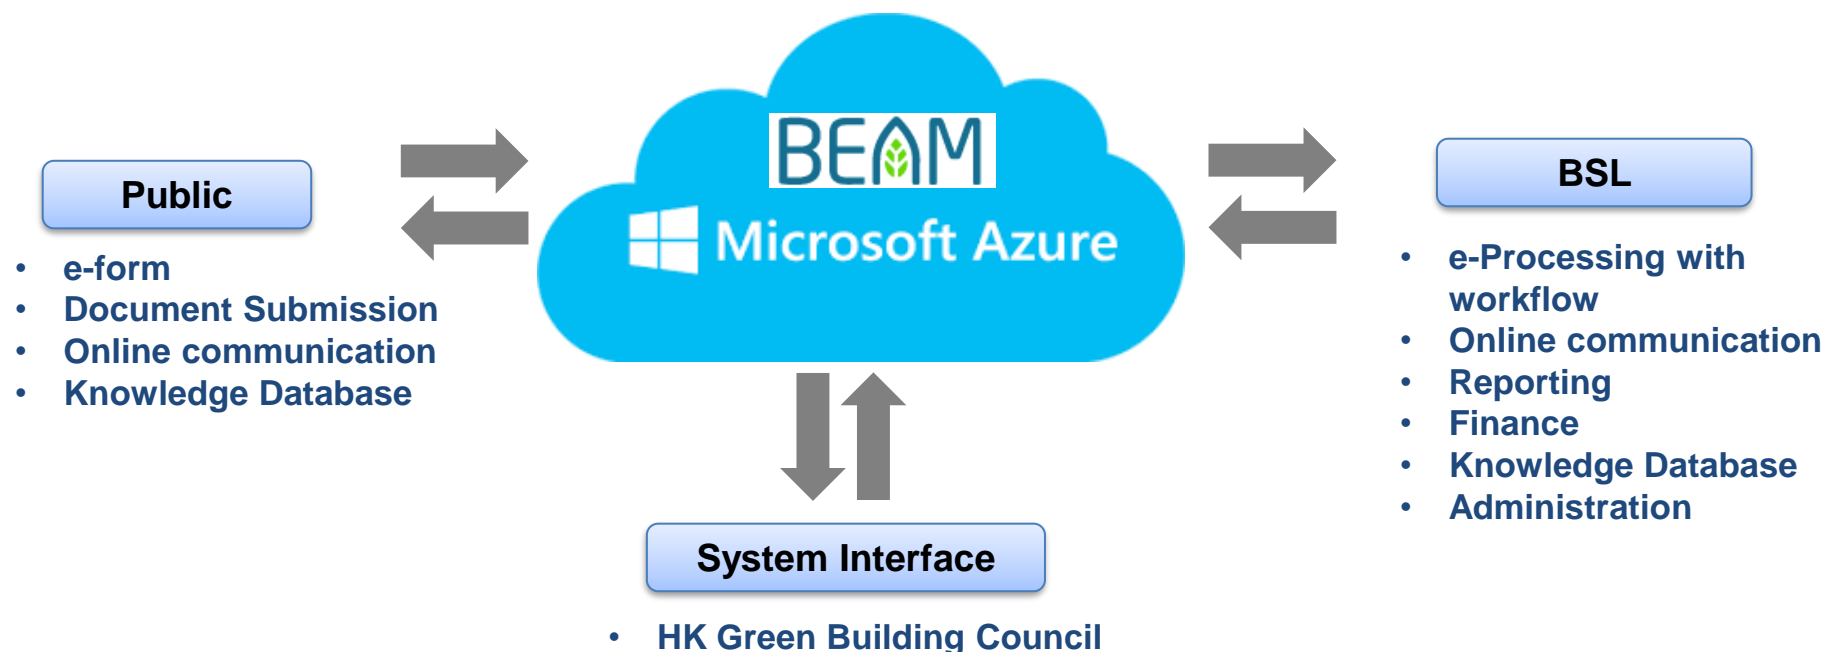 BEAM
Microsoft Azure
Public
• e-form
• Document Submission
• Online communication
• Knowledge Database
BSL
• e-Processing with
workflow
• Online communication
• Reporting
• Finance
• Knowledge Database
• Administration
System Interface
• HK Green Building Council